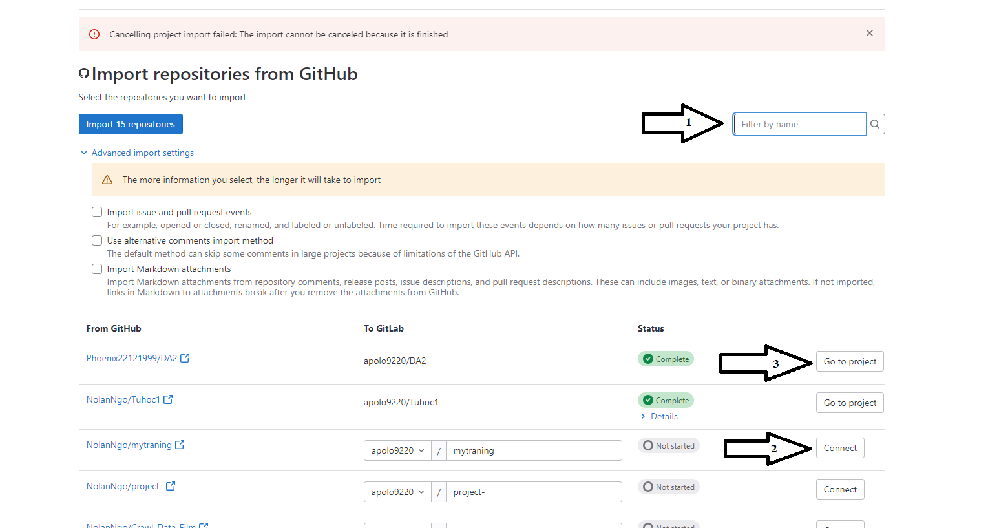 Cancelling project import failed: The import cannot be canceled because it is finished
Import repositories from GitHub
Select the repositories you want to import
Import 15 repositories
1
Filter by name
Advanced import settings
The more information you select, the longer it will take to import
Import issue and pull request events
For example, opened or closed, renamed, and labeled or unlabeled. Time required to import these events depends on how many issues or pull requests your project has.
Use alternative comments import method
The default method can skip some comments in large projects because of limitations of the GitHub API.
Import Markdown attachments
Import Markdown attachments from repository comments, release posts, issue descriptions, and pull request descriptions. These can include images, text, or binary attachments. If not imported,
links in Markdown to attachments break after you remove the attachments from GitHub.
From GitHub To GitLab Status
Phoenix22121999/DA2 apolo9220/DA2 Complete 3 Go to project
NolanNgo/Tuhoc1 apolo9220/Tuhoc1 Complete Go to project
Details
NolanNgo/mytraning apolo9220 / mytraning Not started 2 Connect
NolanNgo/project- apolo9220 / project- Not started Connect
NolanNgo/Crawl_Data_Film Not started